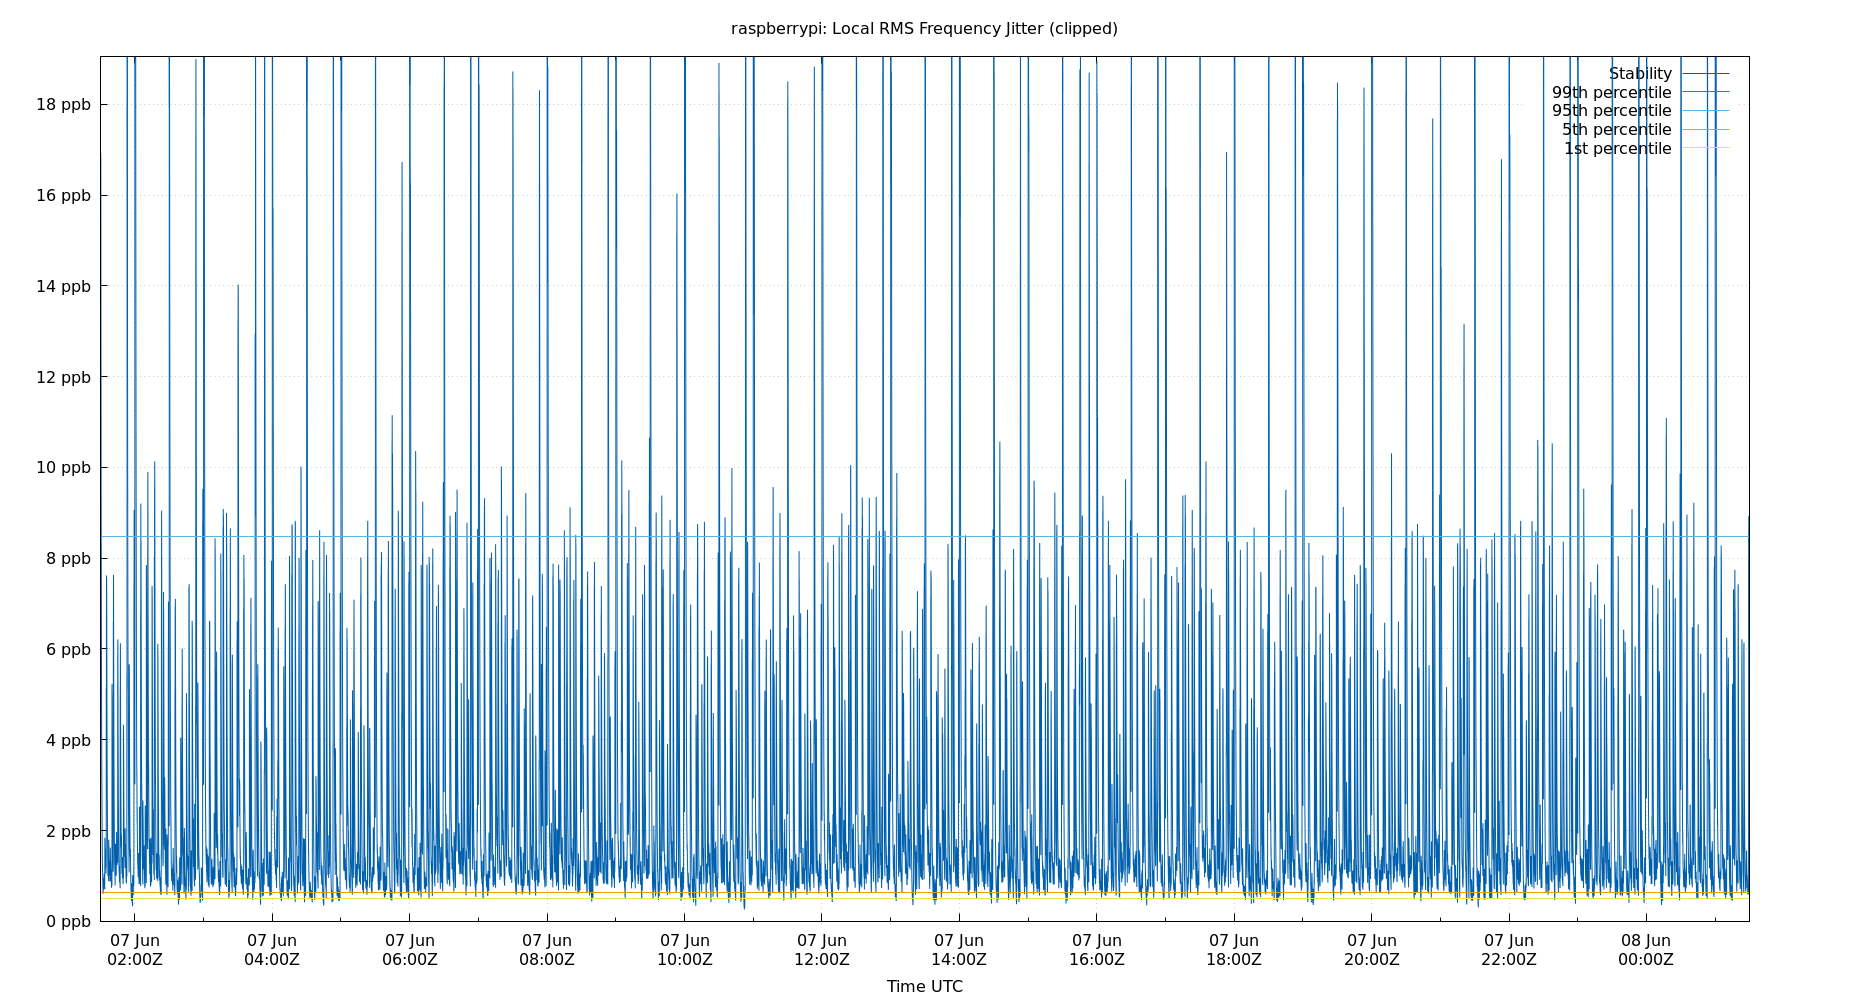 raspberrypi: Local RMS Frequency Jitter (clipped)
Stability
99th percentile
95th percentile
5th percentile
1st percentile
18 ppb
16 ppb
14 ppb
12 ppb
10 ppb
8 ppb
6 ppb
4 ppb
2 ppb
0 ppb
07 Jun 07 Jun 07 Jun 07 Jun 07 Jun 07 Jun 07 Jun 07 Jun 07 Jun 07 Jun 07 Jun 08 Jun
02:00Z 04:00Z 06:00Z 08:00Z 10:00Z 12:00Z 14:00Z 16:00Z 18:00Z 20:00Z 22:00Z 00:00Z
Time UTC